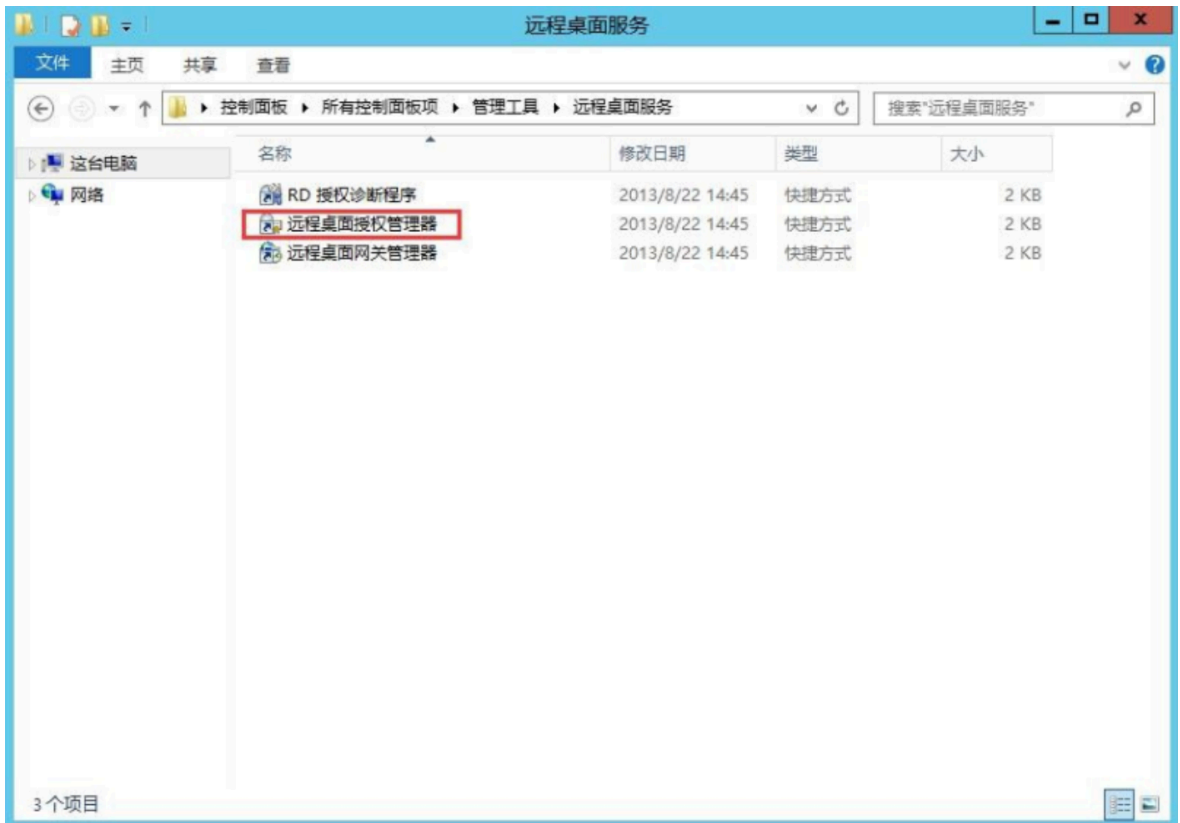 远程桌面服务
文件 主页 共享 查看
控制面板 ▶ 所有控制面板项 ▶ 管理工具 ▶ 远程桌面服务 搜索"远程桌面服务"
这台电脑
网络
名称 修改日期 类型 大小
RD 授权诊断程序 2013/8/22 14:45 快捷方式 2 KB
远程桌面授权管理器 2013/8/22 14:45 快捷方式 2 KB
远程桌面网关管理器 2013/8/22 14:45 快捷方式 2 KB
3 个项目